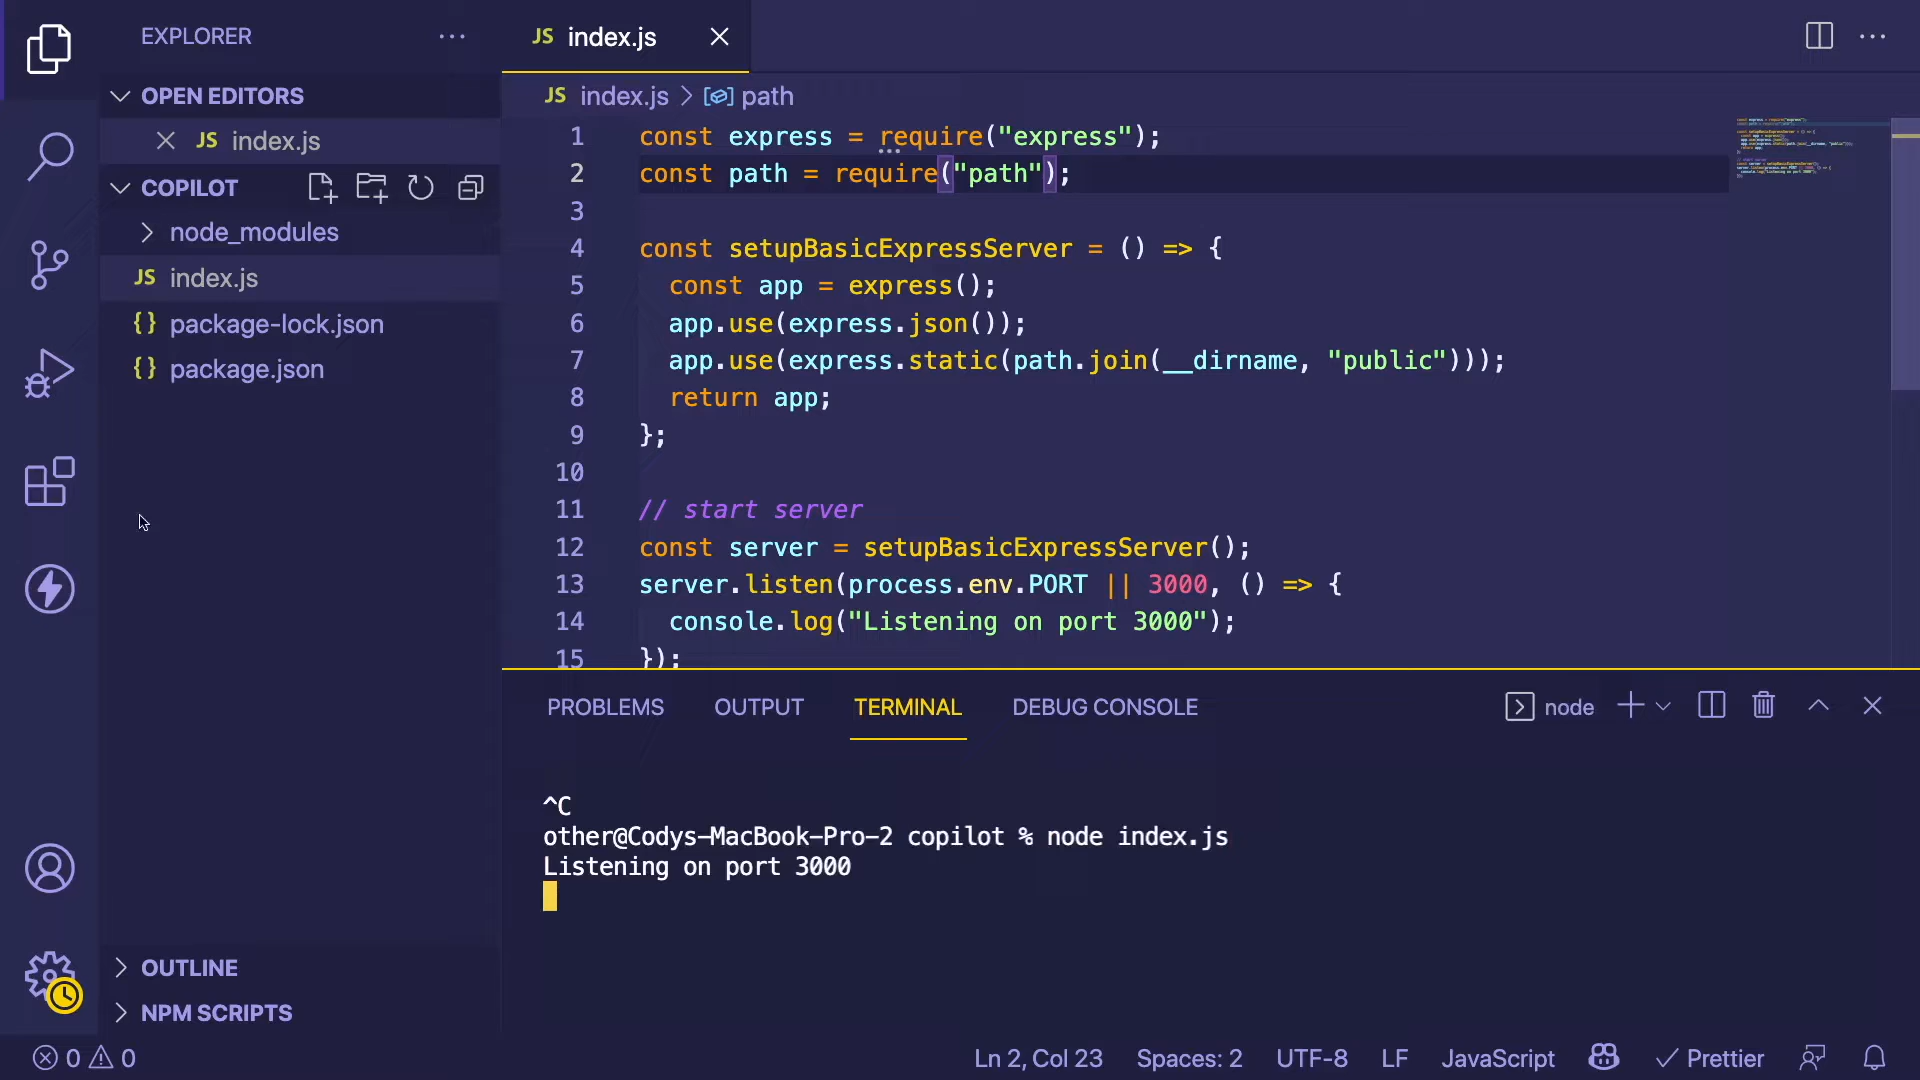 EXPLORER
OPEN EDITORS
JS index.js
COPILOT
node_modules
JS index.js
{} package-lock.json
{} package.json
OUTLINE
NPM SCRIPTS
JS index.js
JS index.js > path
1 const express = require("express");
2 const path = require("path");
3
4 const setupBasicExpressServer = () => {
5 const app = express();
6 app.use(express.json());
7 app.use(express.static(path.join(__dirname, "public")));
8 return app;
9 };
10
11 // start server
12 const server = setupBasicExpressServer();
13 server.listen(process.env.PORT || 3000, () => {
14 console.log("Listening on port 3000");
15 });
PROBLEMS OUTPUT TERMINAL DEBUG CONSOLE node
^C
other@Codys-MacBook-Pro-2 copilot % node index.js
Listening on port 3000
0 0 Ln 2, Col 23 Spaces: 2 UTF-8 LF JavaScript Prettier